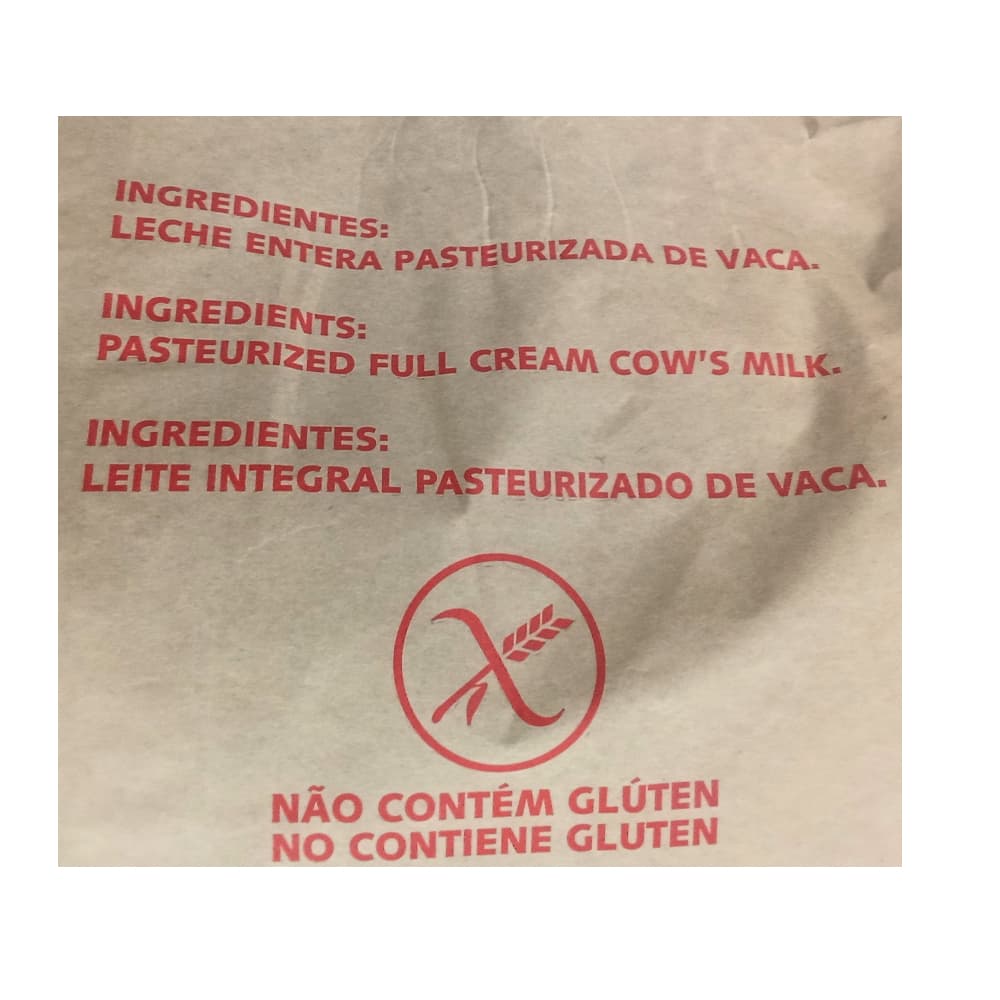 INGREDIENTES:
LECHE ENTERA PASTEURIZADA DE VACA.
INGREDIENTS:
PASTEURIZED FULL CREAM COW'S MILK.
INGREDIENTES:
LEITE INTEGRAL PASTEURIZADO DE VACA.
NÃO CONTÉM GLÚTEN
NO CONTIENE GLUTEN